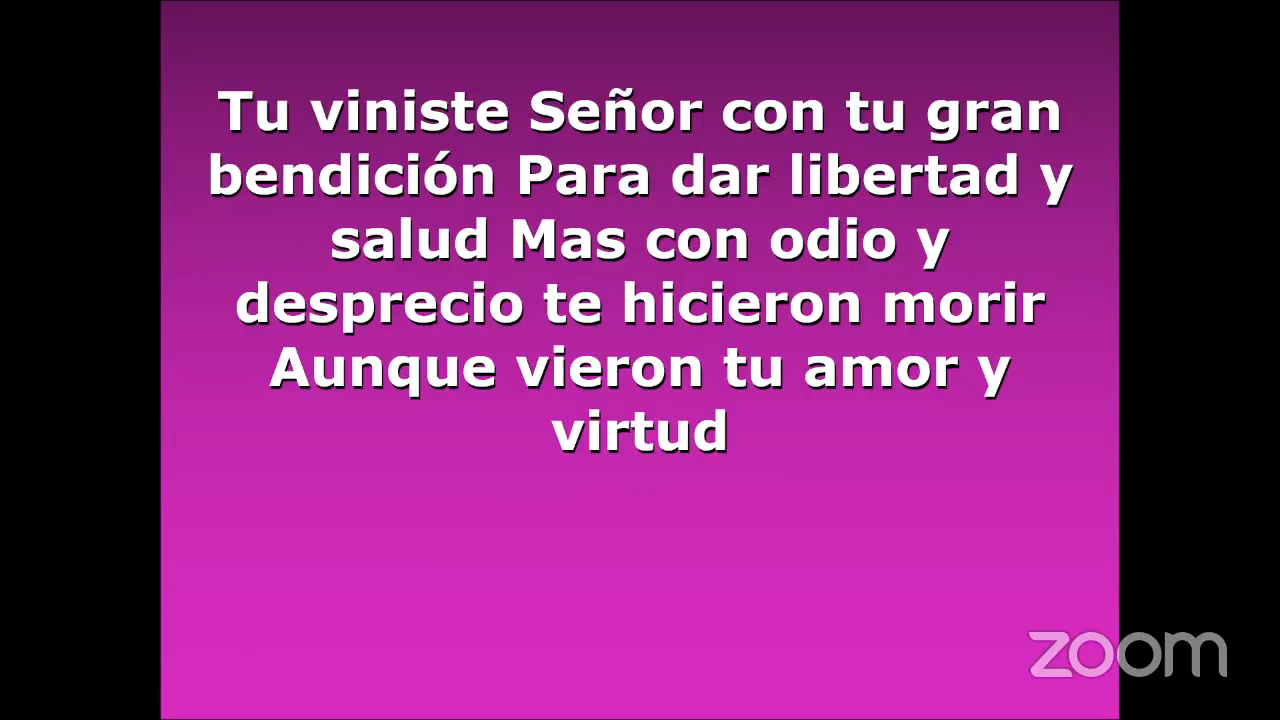 Tu viniste Señor con tu gran
bendición Para dar libertad y
salud Mas con odio y
desprecio te hicieron morir
Aunque vieron tu amor y
virtud
zoom